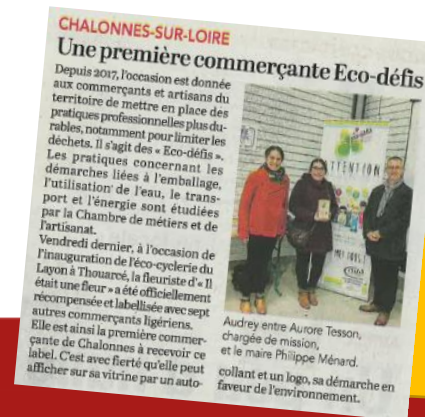 CHALONNES-SUR-LOIRE
Une première commerçante Eco-défis
Depuis 2017, l'occasion est donnée
aux commerçants et artisans du
territoire de mettre en place des
pratiques professionnelles plus du-
rables, notamment pour limiter les
déchets. Il s'agit des « Eco-défis ».
Les pratiques concernant les
démarches liées à l'emballage,
l'utilisation de l'eau, le trans-
port et l'énergie sont étudiées
par la Chambre de métiers et de
l'artisanat.
Vendredi dernier, à l'occasion de
l'inauguration de l'éco-cyclerie du
Layon à Thouarcé, la fleuriste d'« Il
était une fleur » a été officiellement
récompensée et labellisée avec sept
autres commerçants ligériens.
Elle est ainsi la première commer-
çante de Chalonnes à recevoir ce
label. C'est avec fierté qu'elle peut
afficher sur sa vitrine par un auto-
ATTENTION
Audrey entre Aurore Tesson,
chargée de mission,
et le maire Philippe Ménard.
collant et un logo, sa démarche en
faveur de l'environnement.